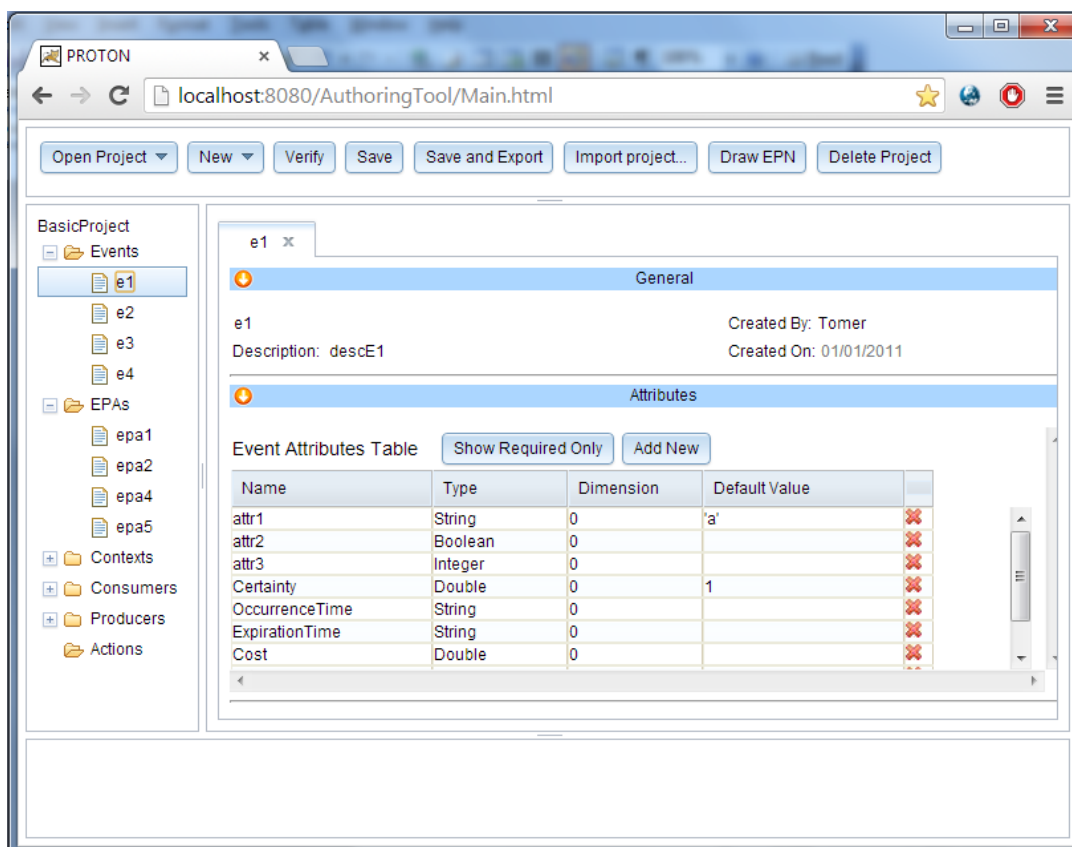 PROTON
localhost:8080/AuthoringTool/Main.html
Open Project New Verify Save Save and Export Import project... Draw EPN Delete Project
BasicProject
Events
e1
e2
e3
e4
EPAs
epa1
epa2
epa4
epa5
Contexts
Consumers
Producers
Actions
e1
General
e1 Created By: Tomer
Description: descE1 Created On: 01/01/2011
Attributes
Event Attributes Table Show Required Only Add New
Name Type Dimension Default Value
attr1 String 0 'a'
attr2 Boolean 0
attr3 Integer 0
Certainty Double 0 1
OccurrenceTime String 0
ExpirationTime String 0
Cost Double 0